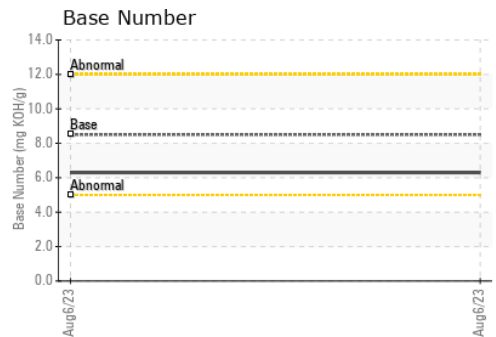 Base Number
Base Number (mg KOH/g)
14.0
12.0
10.0
8.0
6.0
4.0
2.0
0.0
Abnormal
Base
Abnormal
Aug6/23
Aug6/23